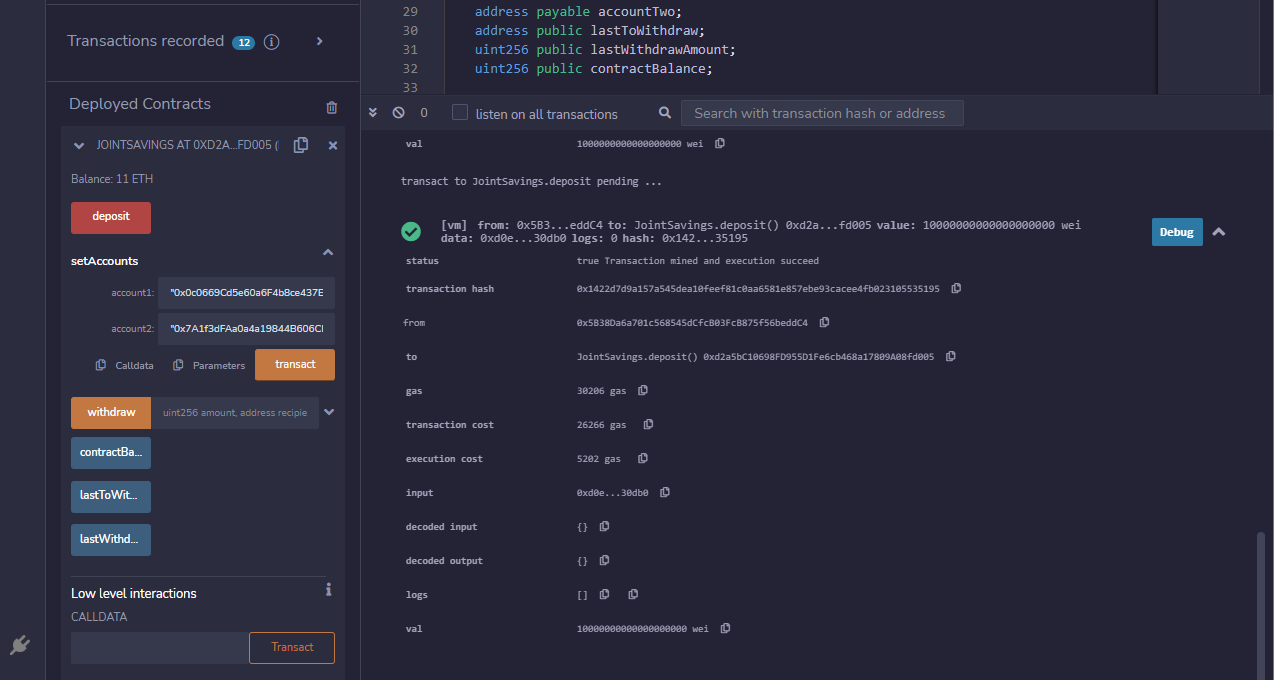 Transactions recorded 12
Deployed Contracts
JOINTSAVINGS AT 0XD2A...FD005 (
Balance: 11 ETH
deposit
setAccounts
account1: "0x0c0669Cd5e60a6F4b8ce437E
account2: "0x7A1f3dFAa0a4a19B44B606CI
Calldata Parameters transact
withdraw uint256 amount, address recipie
contractBa...
lastToWit...
lastWithd...
Low level interactions
CALLDATA
Transact
29 address payable accountTwo;
30 address public lastToWithdraw;
31 uint256 public lastWithdrawAmount;
32 uint256 public contractBalance;
33
0 listen on all transactions Search with transaction hash or address
val 1000000000000000000 wei
transact to JointSavings.deposit pending ...
[vm] from: 0x5B3...eddC4 to: JointSavings.deposit() 0xd2a...fd005 value: 10000000000000000000 wei
data: 0xd0e...30db0 logs: 0 hash: 0x142...35195
Debug
status true Transaction mined and execution succeed
transaction hash 0x1422d7d9a157a545dea10feef81c0aa6581e857ebe93cacee4fb023105535195
from 0x5B38Da6a701c568545dCfcB03FcB875f56beddC4
to JointSavings.deposit() 0xd2a5bC10698FD955D1Fe6cb468a17809A08fd005
gas 30206 gas
transaction cost 26266 gas
execution cost 5202 gas
input 0xd0e...30db0
decoded input {}
decoded output {}
logs []
val 10000000000000000000 wei